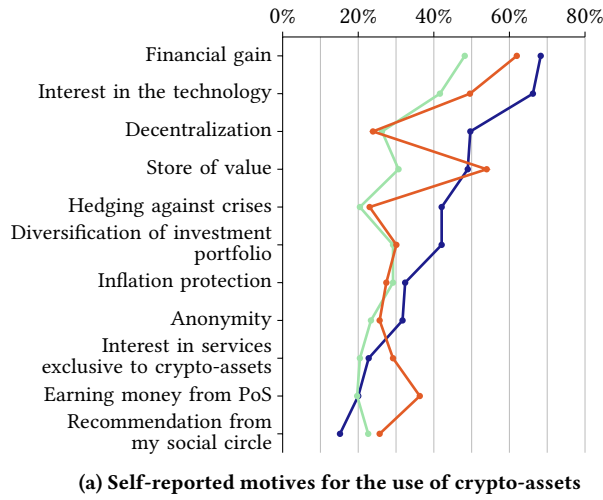 0% 20% 40% 60% 80%
Financial gain
Interest in the technology
Decentralization
Store of value
Hedging against crises
Diversification of investment
portfolio
Inflation protection
Anonymity
Interest in services
exclusive to crypto-assets
Earning money from PoS
Recommendation from
my social circle
(a) Self-reported motives for the use of crypto-assets